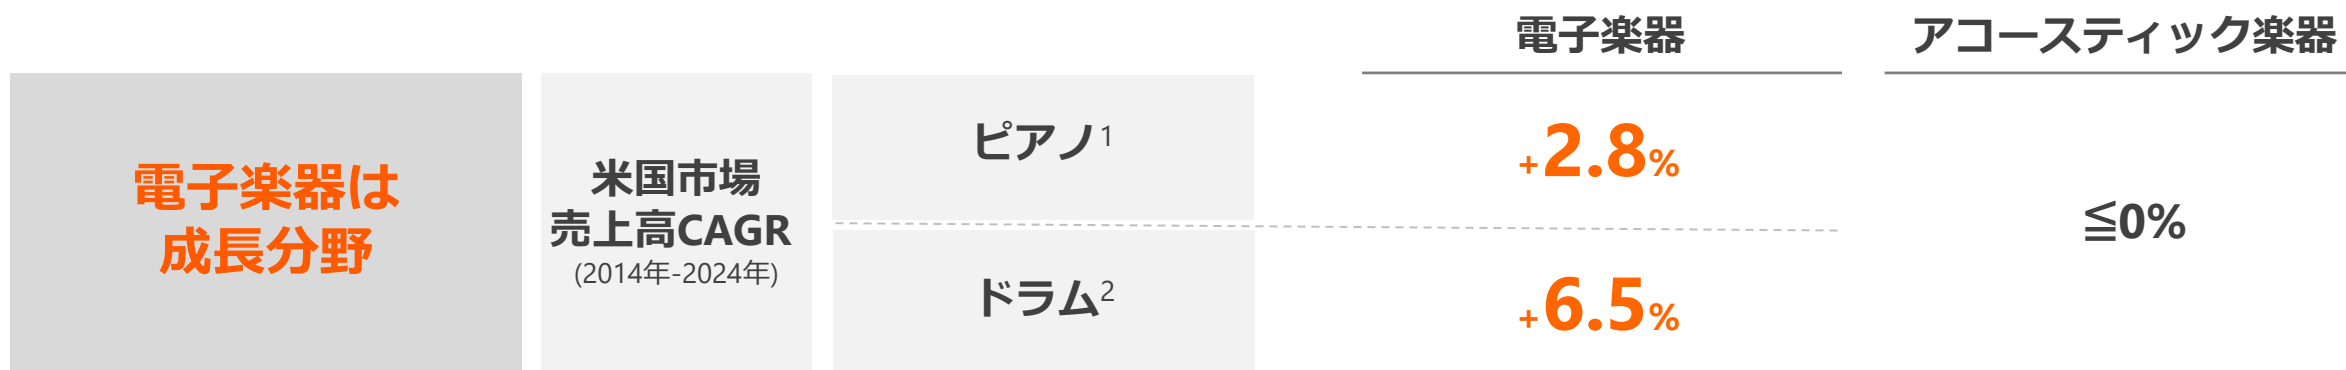 電子楽器
アコースティック楽器
電子楽器は
成長分野
米国市場
売上高CAGR
(2014年-2024年)
ピアノ1
+2.8%
ドラム2
+6.5%
≦0%